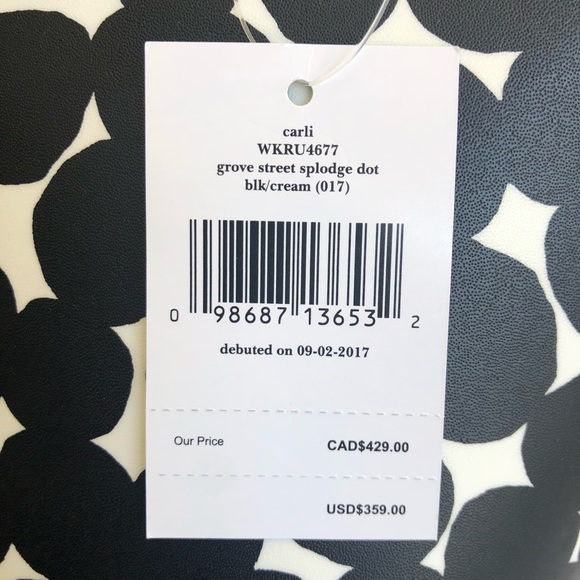 carli
WKRU4677
grove street splodge dot
blk/cream (017)
0 98687 13653 2
debuted on 09-02-2017
Our Price CAD$429.00
USD$359.00